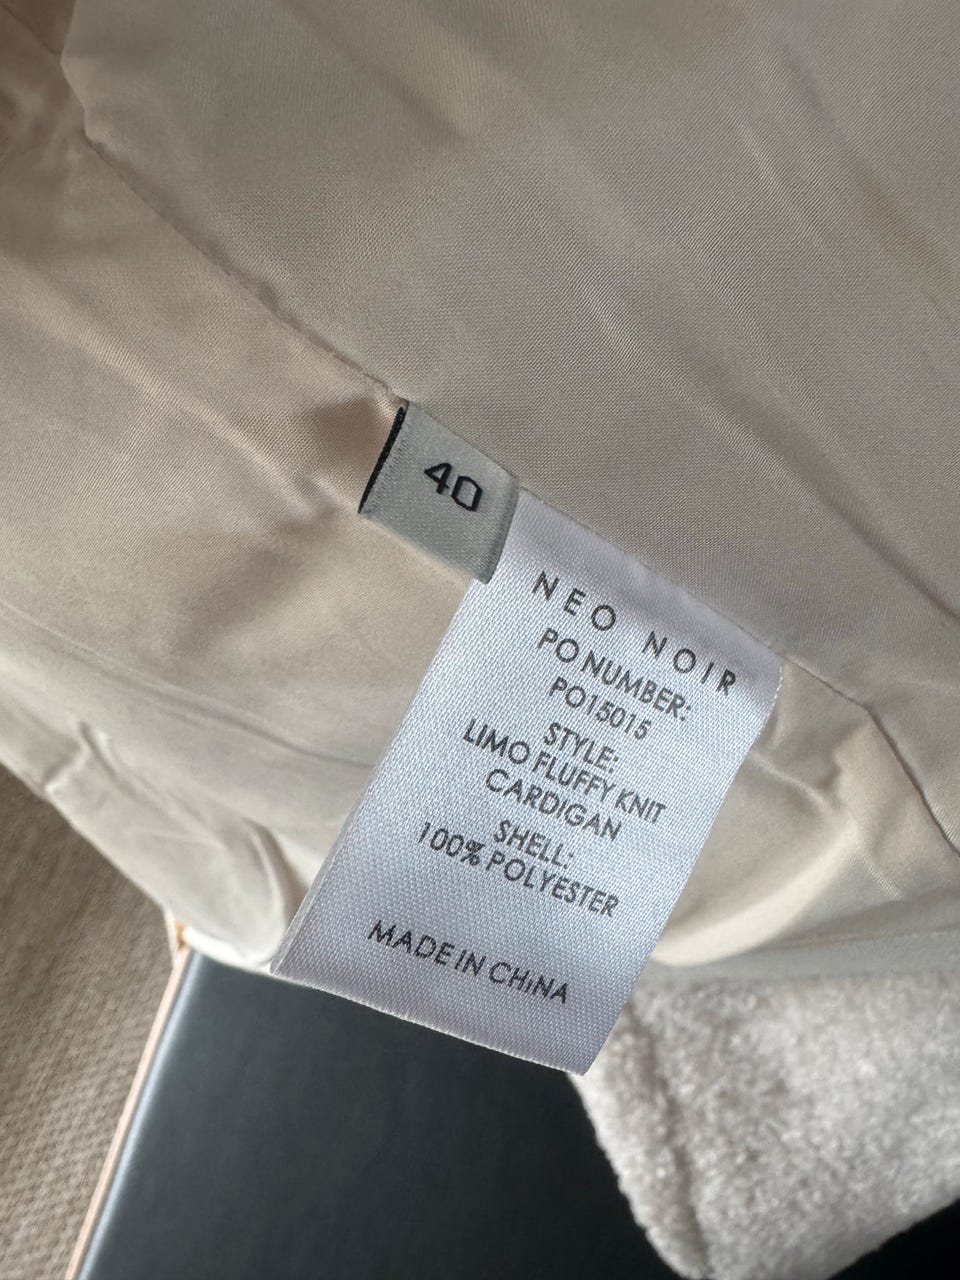 40
NEO NOIR
PO NUMBER:
PO15015
STYLE:
LIMO FLUFFY KNIT
CARDIGAN
SHELL:
100% POLYESTER
MADE IN CHINA